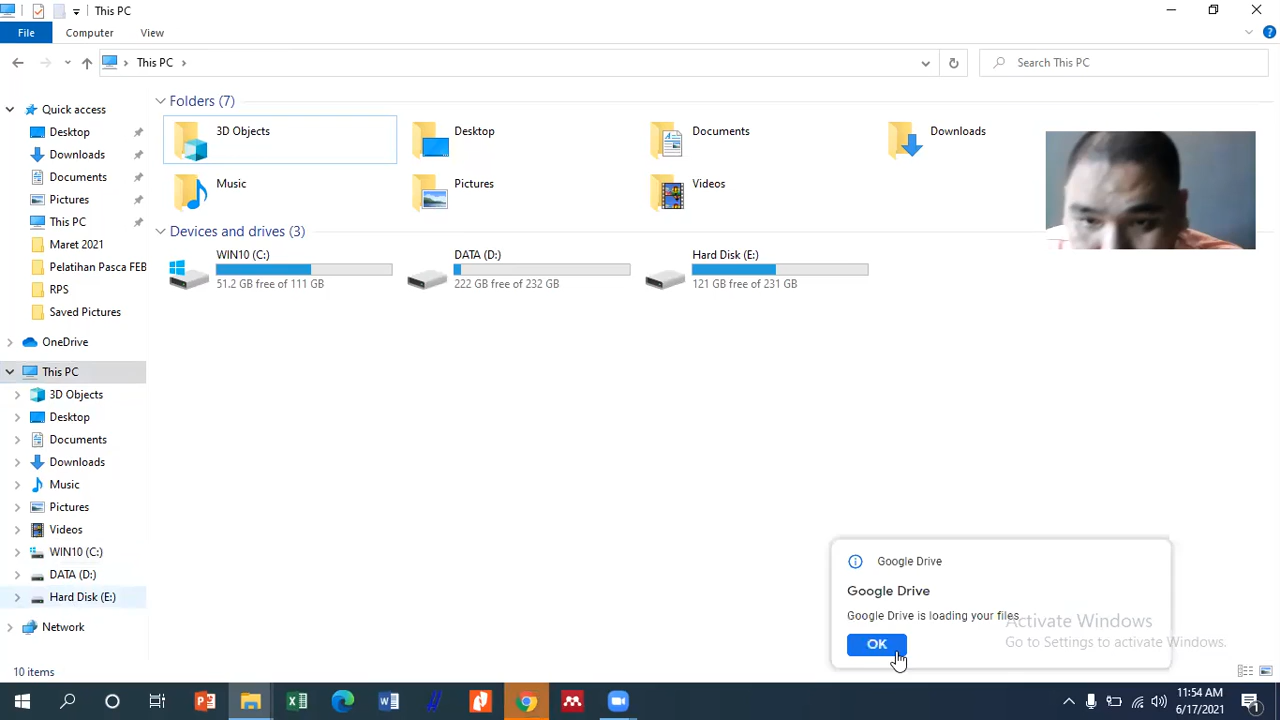 This PC
File
Computer
View
This PC
Search This PC
Quick access
Desktop
Downloads
Documents
Pictures
This PC
Maret 2021
Pelatihan Pasca FEB
RPS
Saved Pictures
OneDrive
This PC
3D Objects
Desktop
Documents
Downloads
Music
Pictures
Videos
WIN10 (C:)
DATA (D:)
Hard Disk (E:)
Network
Folders (7)
3D Objects
Desktop
Documents
Downloads
Music
Pictures
Videos
Devices and drives (3)
WIN10 (C:)
51.2 GB free of 111 GB
DATA (D:)
222 GB free of 232 GB
Hard Disk (E:)
121 GB free of 231 GB
Google Drive
Google Drive
Google Drive is loading your files.
OK
Activate Windows
Go to Settings to activate Windows.
10 items
11:54 AM
6/17/2021